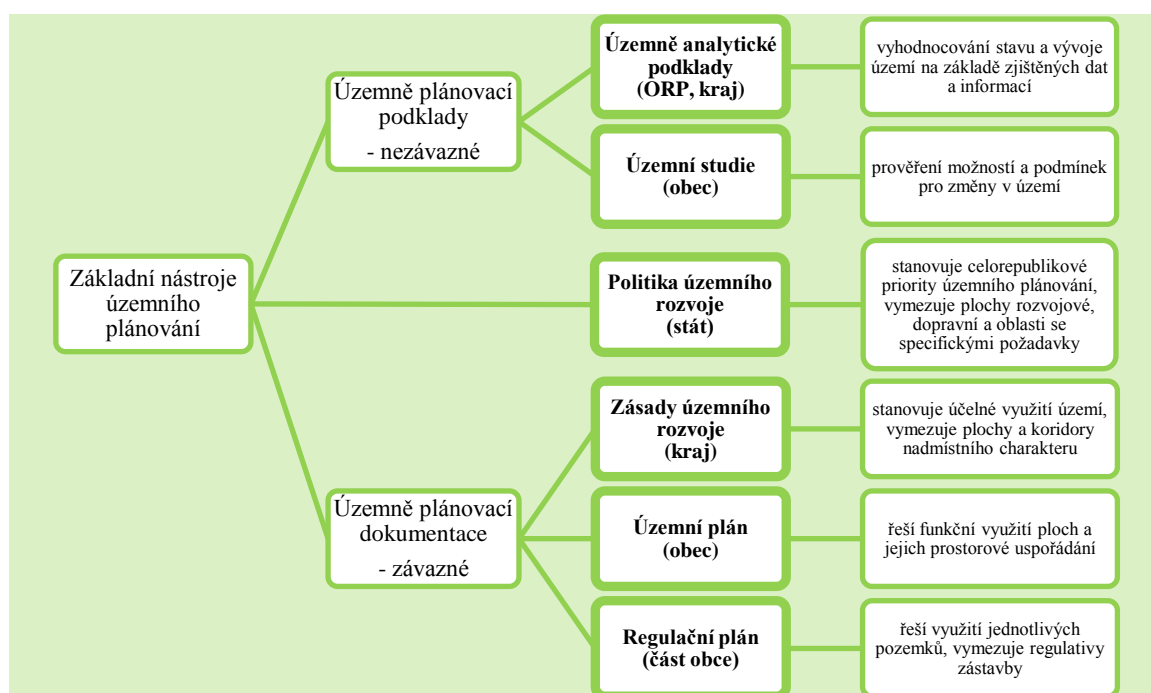 Základní nástroje
územního
plánování
Územně plánovací
podklady
- nezávazné
Územně analytické
podklady
(ORP, kraj)
vyhodnocování stavu a vývoje
území na základě zjištěných dat
a informací
Územní studie
(obec)
prověření možností a podmínek
pro změny v území
Politika územního
rozvoje
(stát)
stanovuje celorepublikové
priority územního plánování,
vymezuje plochy rozvojové,
dopravní a oblasti se
specifickými požadavky
Územně plánovací
dokumentace
- závazné
Zásady územního
rozvoje
(kraj)
stanovuje účelné využití území,
vymezuje plochy a koridory
nadmístního charakteru
Územní plán
(obec)
řeší funkční využití ploch a
jejich prostorové uspořádání
Regulační plán
(část obce)
řeší využití jednotlivých
pozemků, vymezuje regulativy
zástavby